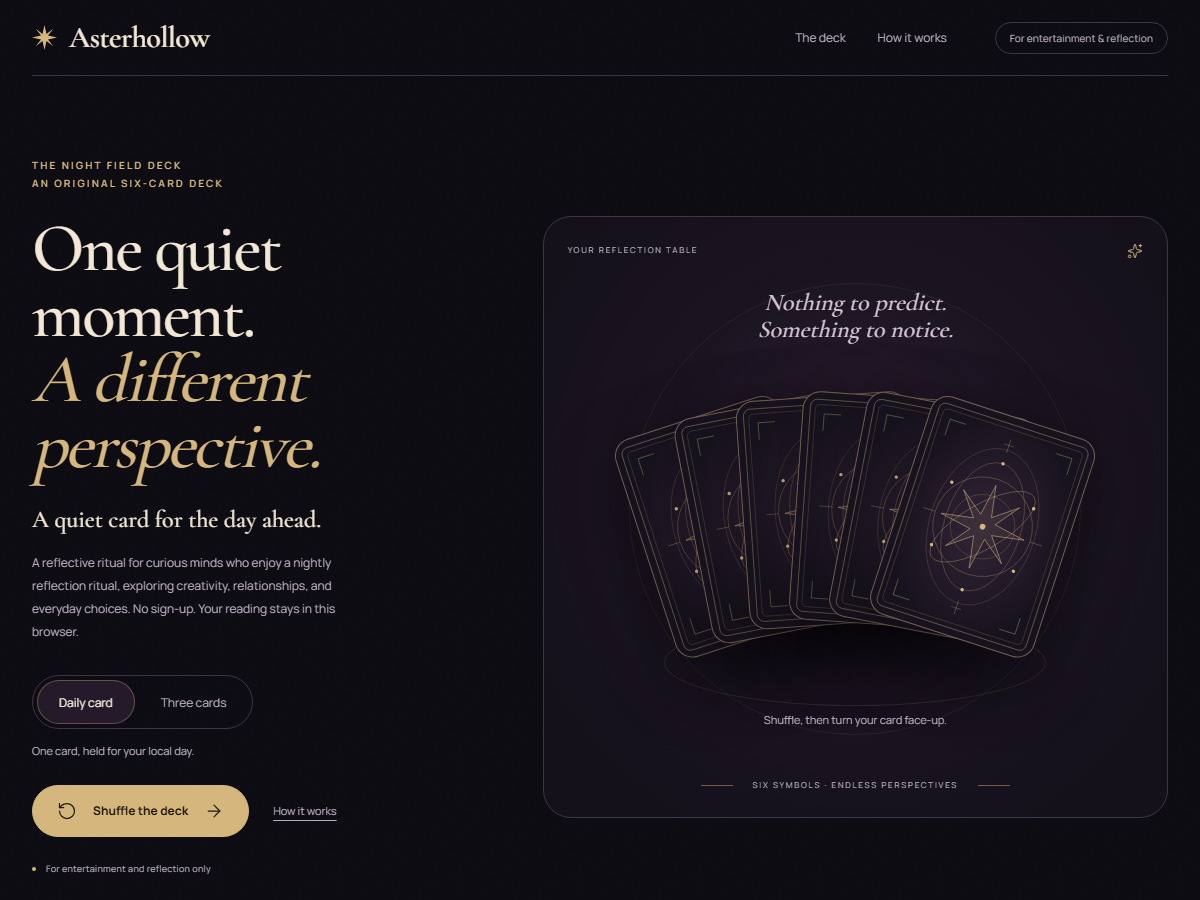 Asterhollow
The deck
How it works
For entertainment & reflection
THE NIGHT FIELD DECK
AN ORIGINAL SIX-CARD DECK
One quiet
moment.
A different
perspective.
A quiet card for the day ahead.
A reflective ritual for curious minds who enjoy a nightly
reflection ritual, exploring creativity, relationships, and
everyday choices. No sign-up. Your reading stays in this
browser.
Daily card
Three cards
One card, held for your local day.
Shuffle the deck
How it works
For entertainment and reflection only
YOUR REFLECTION TABLE
Nothing to predict.
Something to notice.
Shuffle, then turn your card face-up.
SIX SYMBOLS · ENDLESS PERSPECTIVES